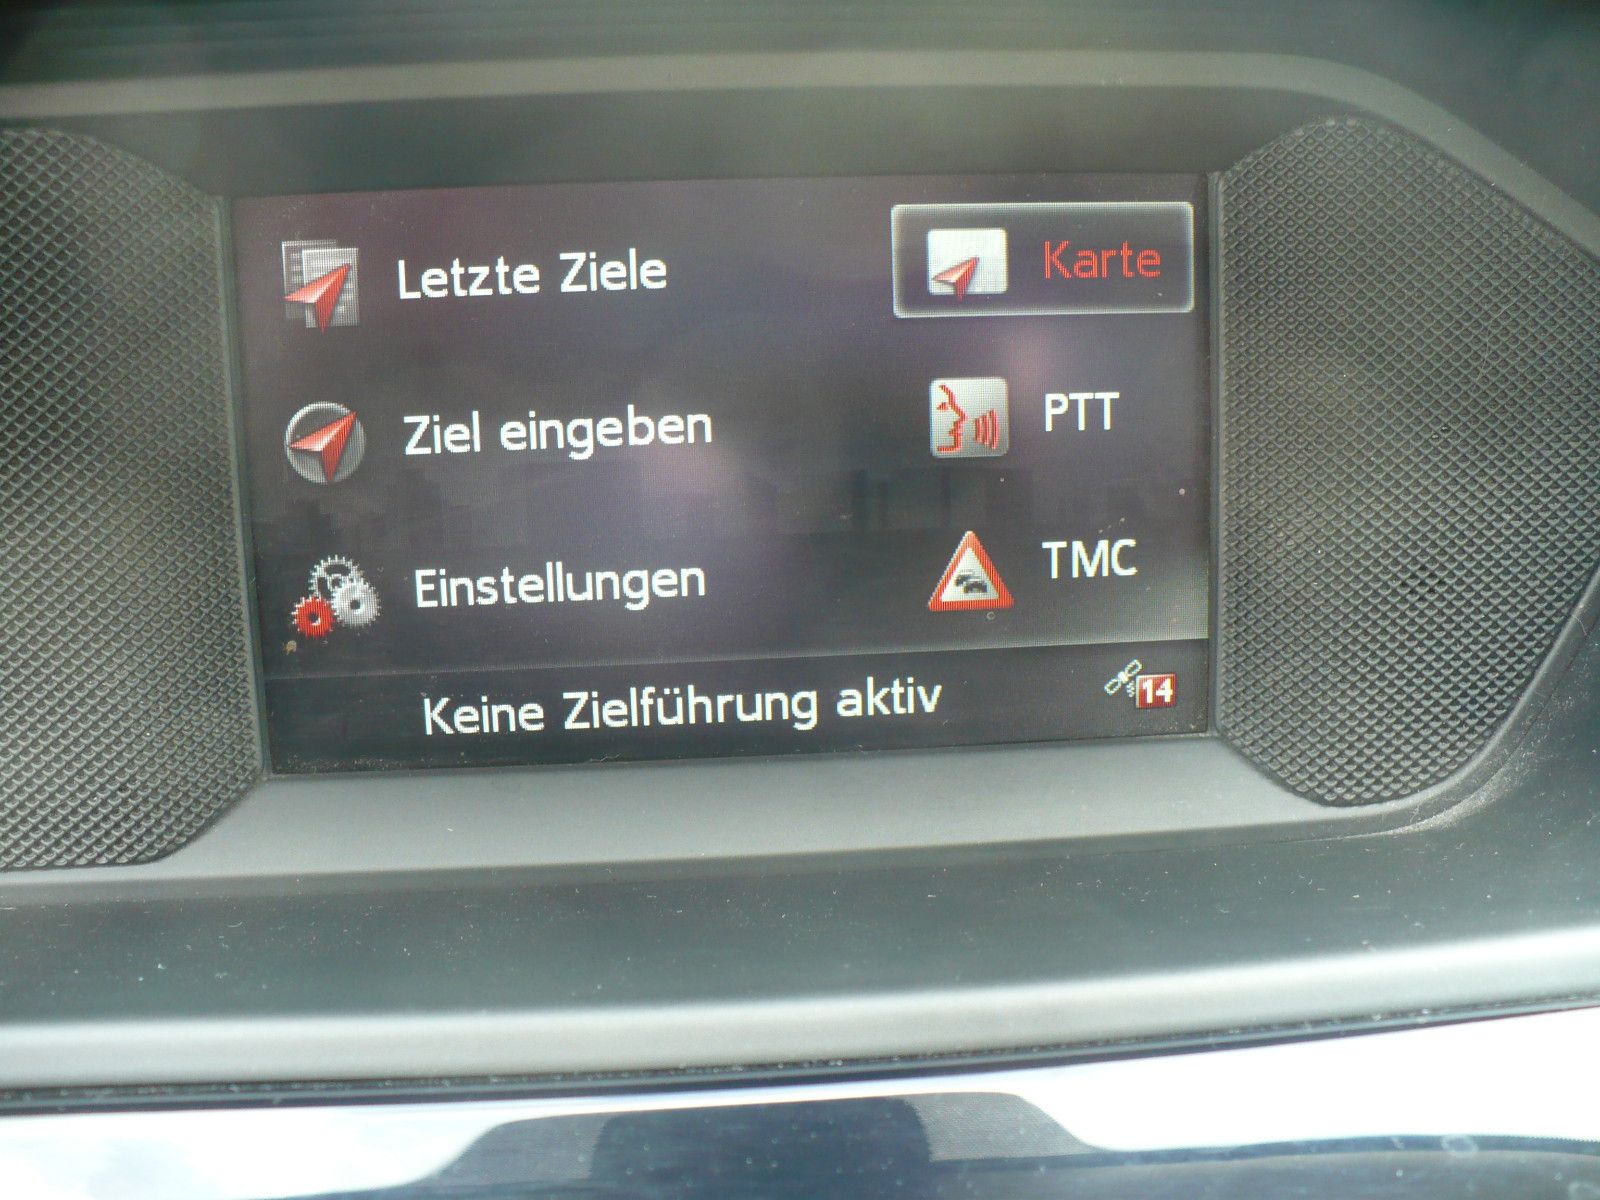 Letzte Ziele
Karte
Ziel eingeben
PTT
Einstellungen
TMC
Keine Zielführung aktiv
14